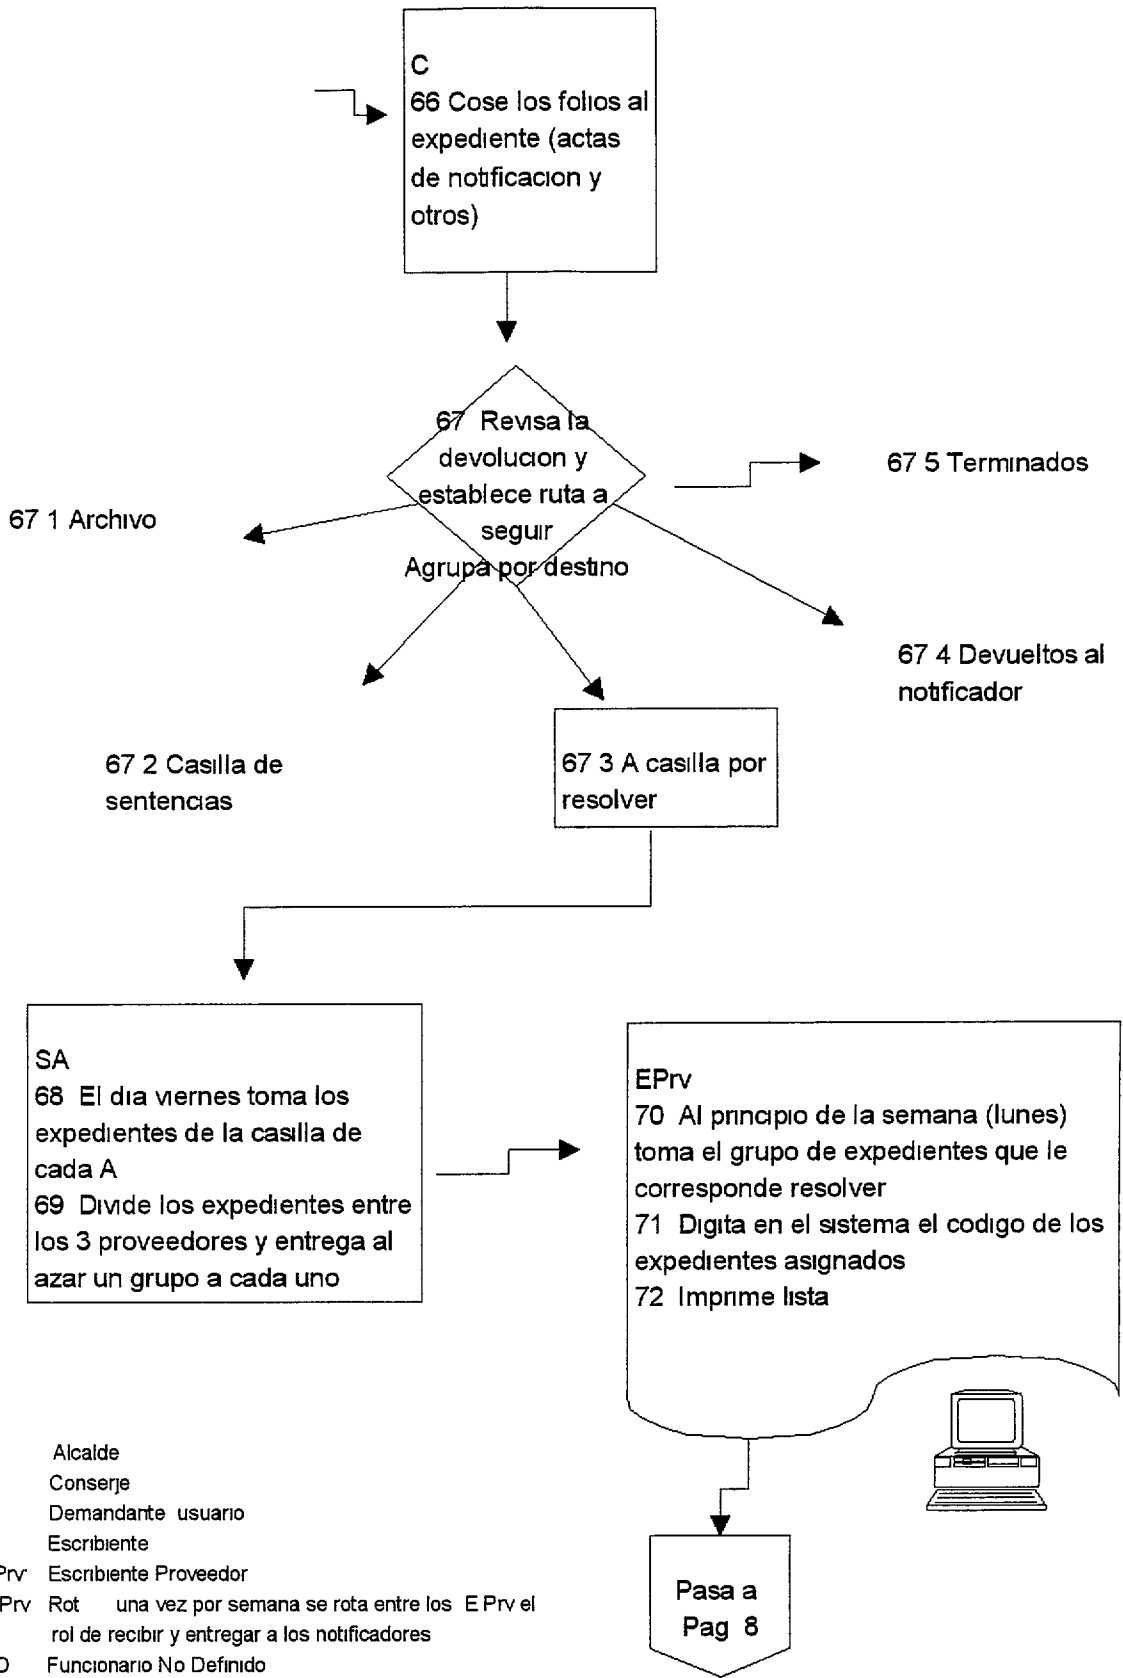 C
66 Cose los folios al
expediente (actas
de notificacion y
otros)
67 Revisa la
devolucion y
establece ruta a
seguir
Agrupa por destino
67 5 Terminados
67 1 Archivo
67 4 Devueltos al
notificador
67 2 Casilla de
sentencias
67 3 A casilla por
resolver
SA
68 El dia viernes toma los
expedientes de la casilla de
cada A
69 Divide los expedientes entre
los 3 proveedores y entrega al
azar un grupo a cada uno
EPrv
70 Al principio de la semana (lunes)
toma el grupo de expedientes que le
corresponde resolver
71 Digita en el sistema el codigo de los
expedientes asignados
72 Imprime lista
Alcalde
Conserje
Demandante usuario
Escribiente
Prv Escribiente Proveedor
Prv Rot una vez por semana se rota entre los E Prv el
rol de recibir y entregar a los notificadores
Funcionario No Definido
Pasa a
Pag 8